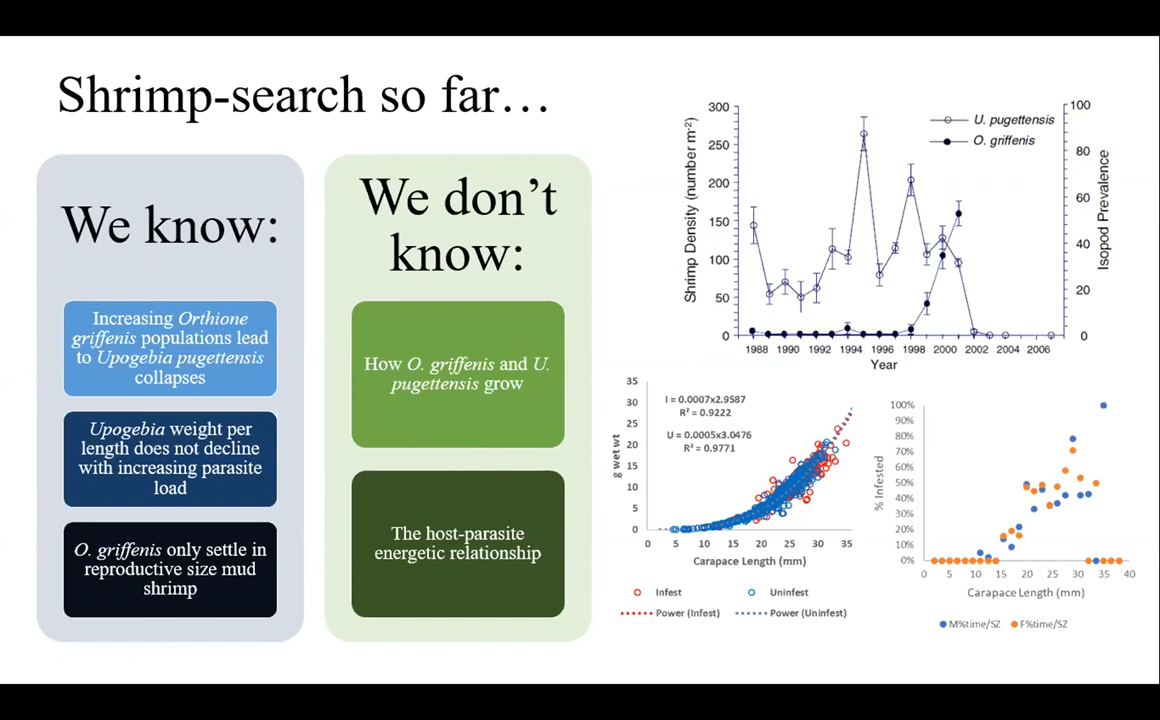 Shrimp-search so far…
We know:
Increasing Orthione
griffenis populations lead
to Upogebia pugettensis
collapses
Upogebia weight per
length does not decline
with increasing parasite
load
O. griffenis only settle in
reproductive size mud
shrimp
We don’t
know:
How O. griffenis and U.
pugettensis grow
The host-parasite
energetic relationship
Shrimp Density (number m⁻²)
300
250
200
150
100
50
0
U. pugettensis
O. griffenis
100
80
60
40
20
0
Isopod Prevalence
1988 1990 1992 1994 1996 1998 2000 2002 2004 2006
Year
g wet wt
35
30
25
20
15
10
5
0
I = 0.0007x2.9587
R² = 0.9222
U = 0.0005x3.0476
R² = 0.9771
0 5 10 15 20 25 30 35
Carapace Length (mm)
Infest Uninfest
Power (Infest) Power (Uninfest)
% Infested
100%
90%
80%
70%
60%
50%
40%
30%
20%
10%
0%
0 5 10 15 20 25 30 35 40
Carapace Length (mm)
M%time/SZ F%time/SZ